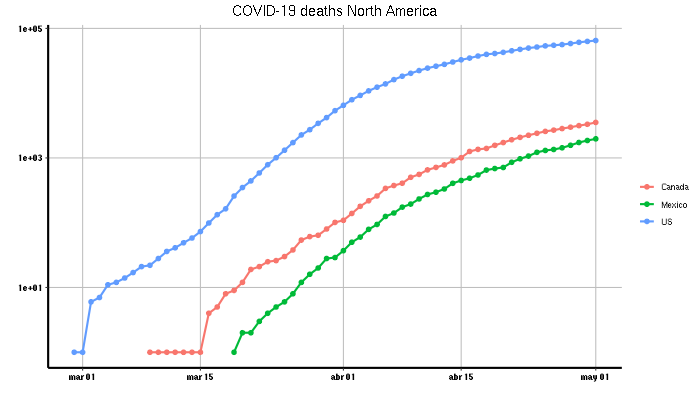 COVID-19 deaths North America
1e+05
1e+03
1e+01
mar 01 mar 15 abr 01 abr 15 may 01
Canada
Mexico
US